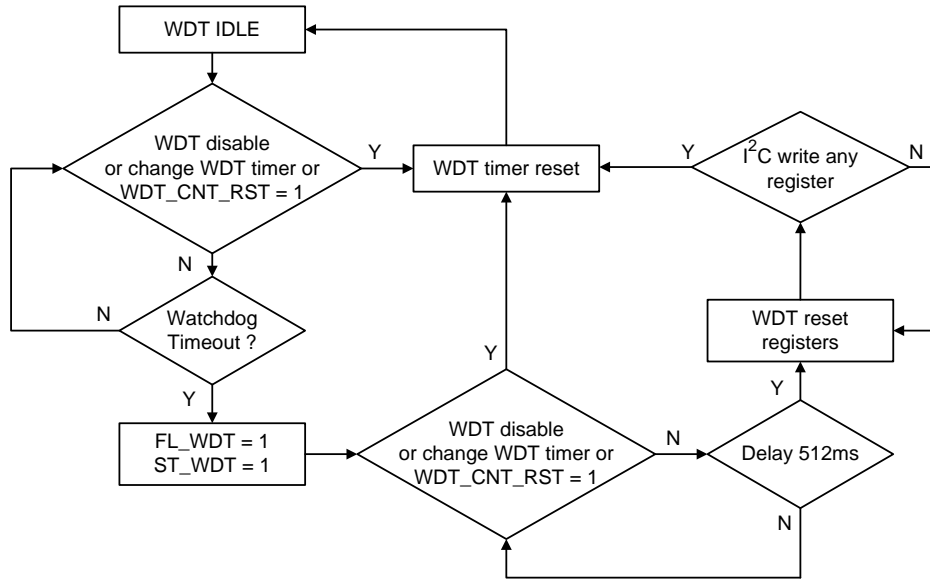 WDT IDLE
WDT disable
or change WDT timer or
WDT_CNT_RST = 1
Y
WDT timer reset
Y
I²C write any
register
N
N
Watchdog
Timeout ?
N
Y
FL_WDT = 1
ST_WDT = 1
Y
WDT disable
or change WDT timer or
WDT_CNT_RST = 1
N
WDT reset
registers
Y
Delay 512ms
N